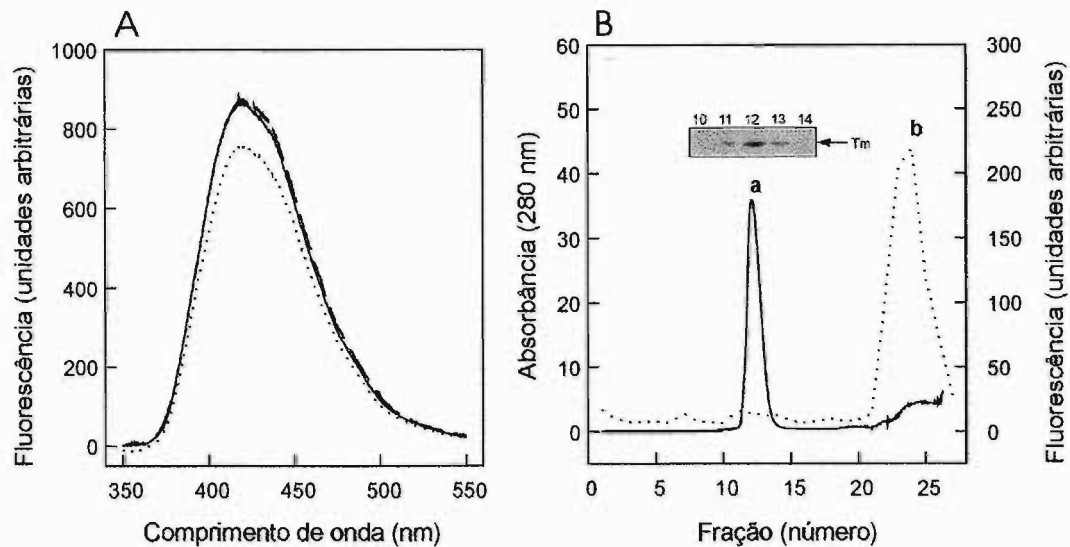 A
Fluorescência (unidades arbitrárias)
1000
800
600
400
200
0
350
400
450
500
550
Comprimento de onda (nm)
B
Absorbância (280 nm)
60
50
40
30
20
10
0
10 11 12 13 14
Tm
a
b
300
250
200
150
100
50
0
Fluorescência (unidades arbitrárias)
0
5
10
15
20
25
Fração (número)